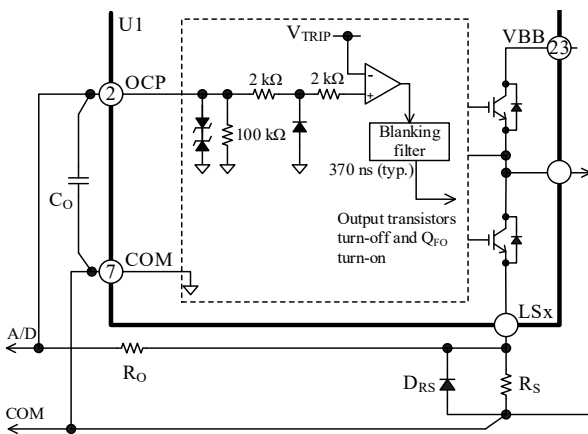 U1
VTRIP
VBB
23
OCP
2
2 kΩ
2 kΩ
-
+
100 kΩ
Blanking
filter
370 ns (typ.)
CO
Output transistors
turn-off and QFO
turn-on
COM
7
LSx
A/D
RO
DRS
RS
COM